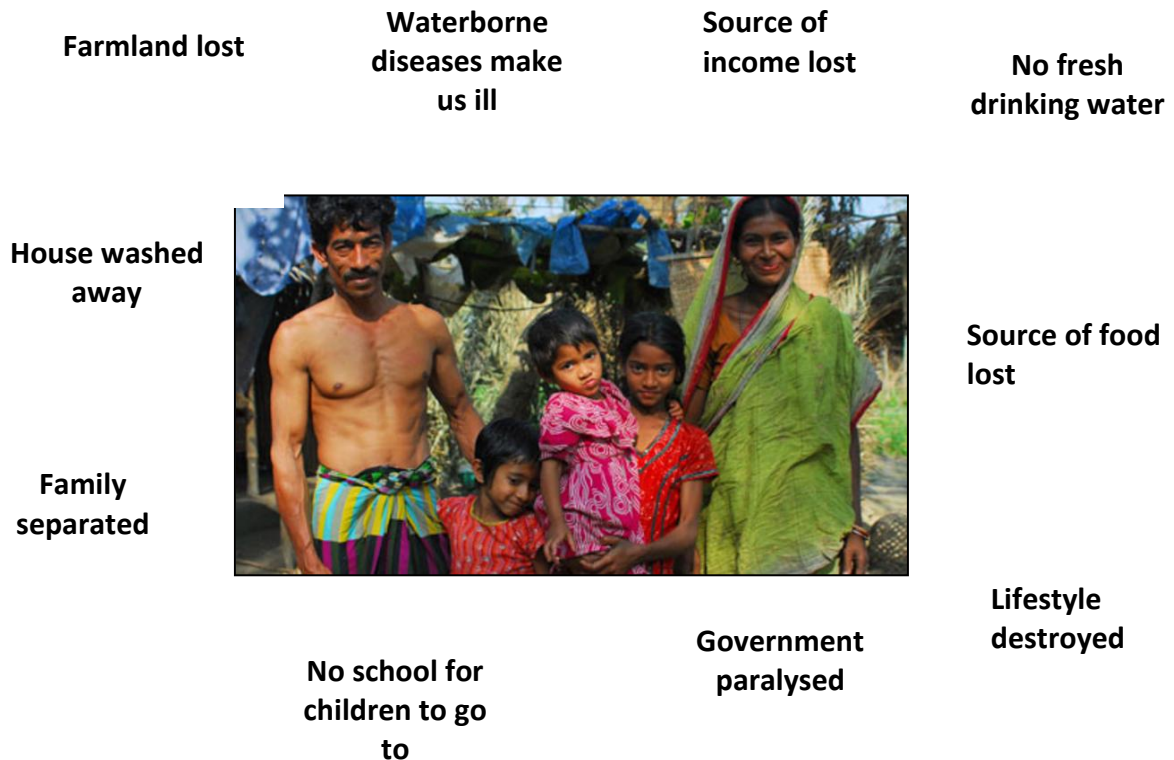 Farmland lost
Waterborne
diseases make
us ill
Source of
income lost
No fresh
drinking water
House washed
away
Source of food
lost
Family
separated
Lifestyle
destroyed
Government
paralysed
No school for
children to go
to